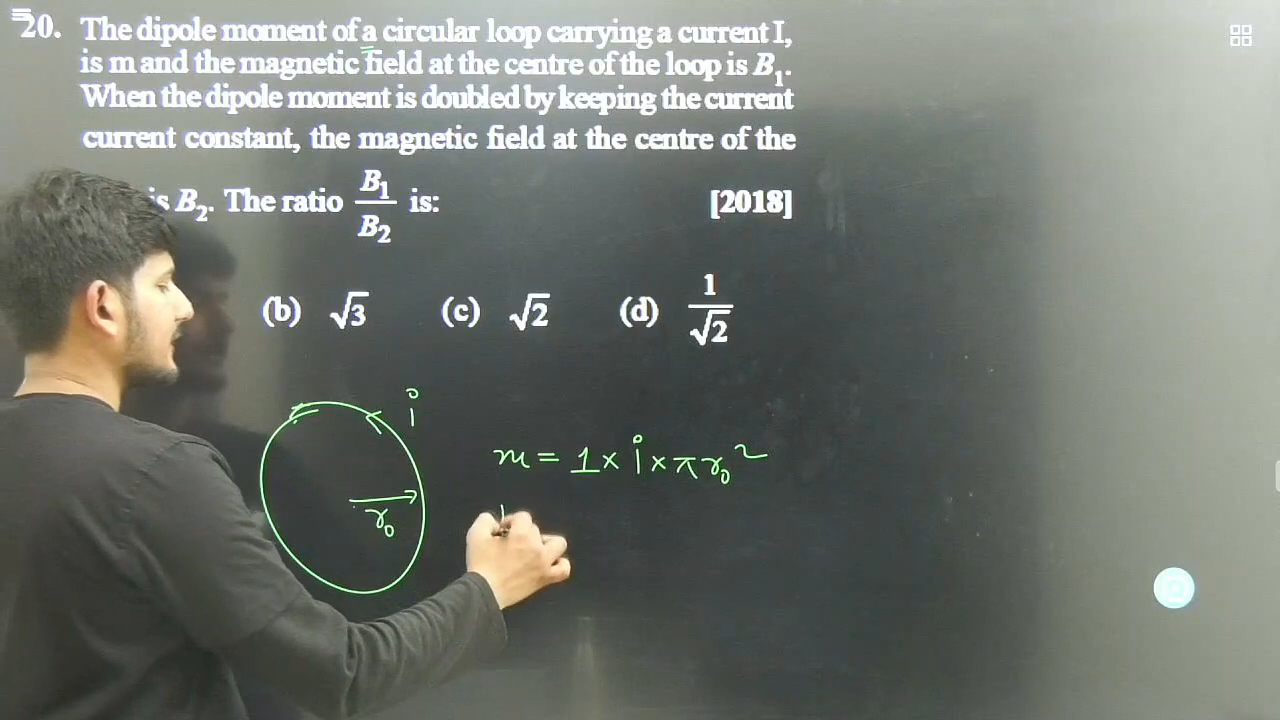 20. The dipole moment of a circular loop carrying a current I,
is m and the magnetic field at the centre of the loop is B₁.
When the dipole moment is doubled by keeping the current
current constant, the magnetic field at the centre of the
is B₂. The ratio B₁/B₂ is: [2018]
(b) √3 (c) √2 (d) 1/√2
i
m = 1 × i × πr₀²
r₀